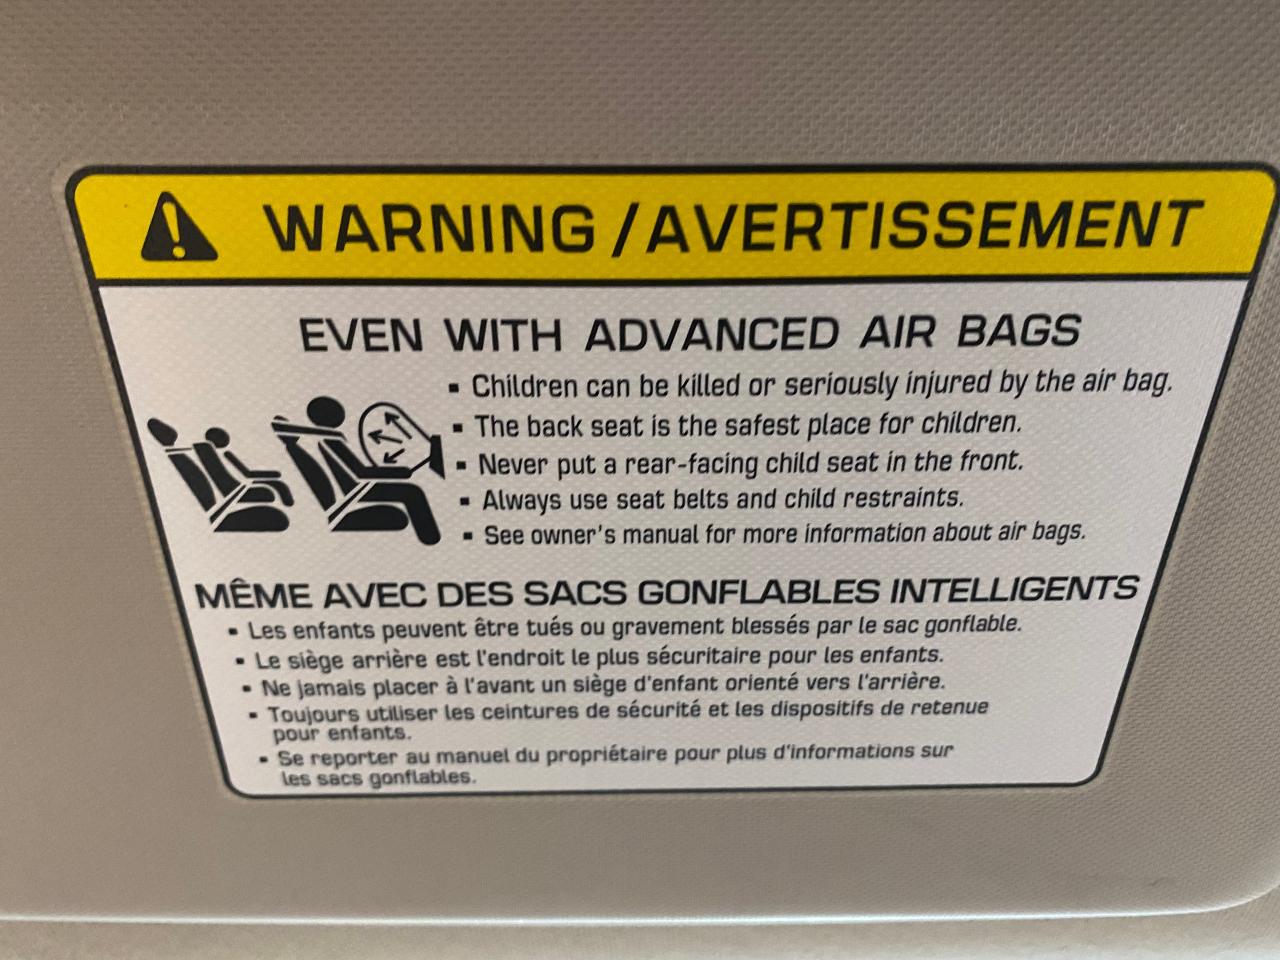 WARNING / AVERTISSEMENT
EVEN WITH ADVANCED AIR BAGS
▪ Children can be killed or seriously injured by the air bag.
▪ The back seat is the safest place for children.
▪ Never put a rear-facing child seat in the front.
▪ Always use seat belts and child restraints.
▪ See owner's manual for more information about air bags.
MÊME AVEC DES SACS GONFLABLES INTELLIGENTS
▪ Les enfants peuvent être tués ou gravement blessés par le sac gonflable.
▪ Le siège arrière est l'endroit le plus sécuritaire pour les enfants.
▪ Ne jamais placer à l'avant un siège d'enfant orienté vers l'arrière.
▪ Toujours utiliser les ceintures de sécurité et les dispositifs de retenue
pour enfants.
▪ Se reporter au manuel du propriétaire pour plus d'informations sur
les sacs gonflables.